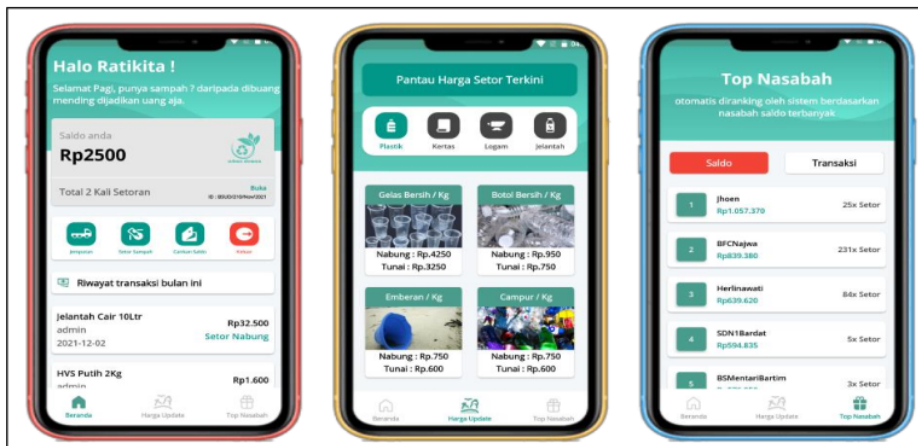 Halo Ratikita !
Selamat Pagi, punya sampah ? daripada dibuang
mending dijadikan uang aja.
Saldo anda
Rp2500
Total 2 Kali Setoran
Buka
Jemputan
Setor Sampah
Cairkan Saldo
Keluar
Riwayat transaksi bulan ini
Jelantah Cair 10Ltr
admin
2021-12-02
Rp32.500
Setor Nabung
HVS Putih 2Kg
admin
Rp1.600
Beranda
Harga Update
Top Nasabah
Pantau Harga Setor Terkini
Plastik
Kertas
Logam
Jelantah
Gelas Bersih / Kg
Nabung : Rp.4250
Tunai : Rp.3250
Botol Bersih / Kg
Nabung : Rp.950
Tunai : Rp.750
Emberan / Kg
Nabung : Rp.750
Tunai : Rp.600
Campur / Kg
Nabung : Rp.750
Tunai : Rp.600
Beranda
Harga Update
Top Nasabah
Top Nasabah
otomatis diranking oleh sistem berdasarkan
nasabah saldo terbanyak
Saldo
Transaksi
1
Jhoen
Rp1.057.370
25x Setor
2
BFCNajwa
Rp839.380
231x Setor
3
Herlinawati
Rp639.620
84x Setor
4
SDN1Bardat
Rp594.835
5x Setor
5
BSMentariBartim
3x Setor
Beranda
Harga Update
Top Nasabah